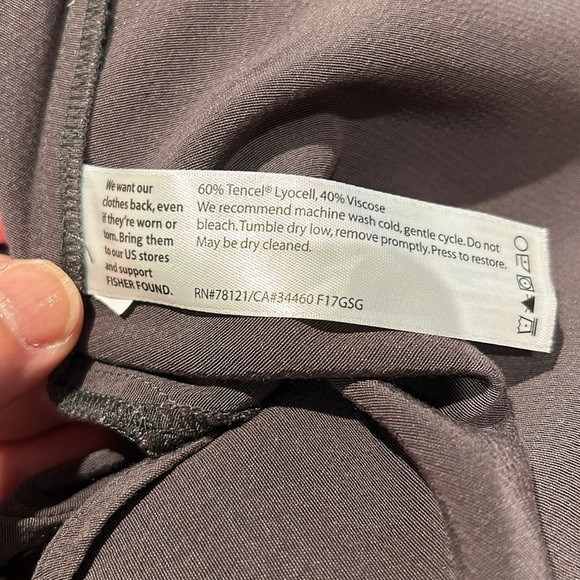 We want our
clothes back, even
if they're worn or
torn. Bring them
to our US stores
and support
FISHER FOUND.
60% Tencel® Lyocell, 40% Viscose
We recommend machine wash cold, gentle cycle. Do not
bleach. Tumble dry low, remove promptly. Press to restore.
May be dry cleaned.
RN#78121/CA#34460 F17GSG